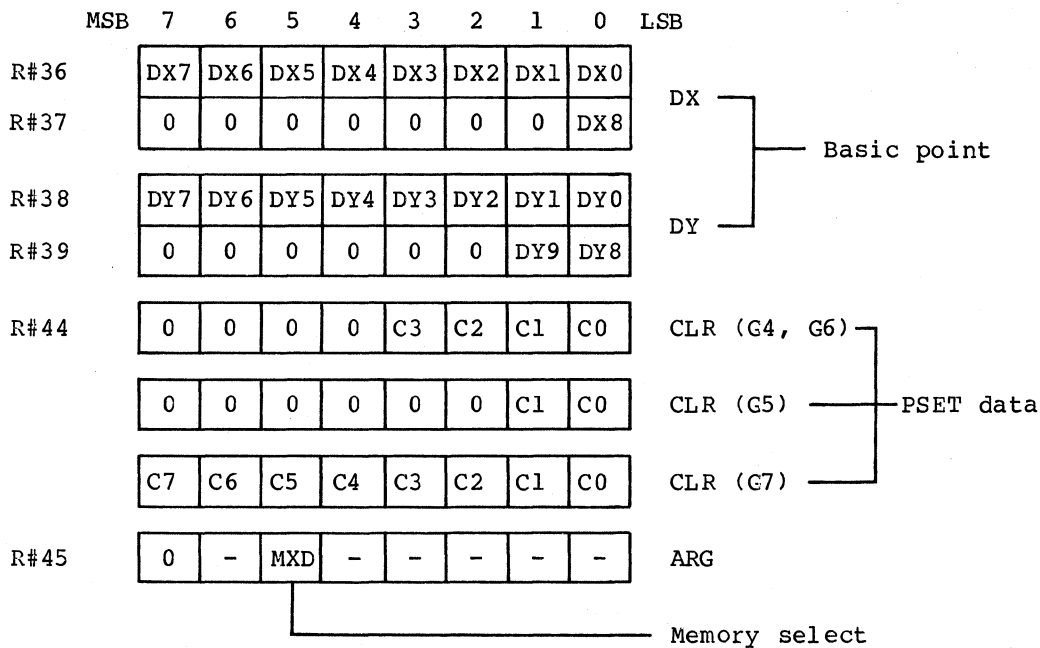 MSB 7 6 5 4 3 2 1 0 LSB
R#36 DX7 DX6 DX5 DX4 DX3 DX2 DX1 DX0
DX
R#37 0 0 0 0 0 0 0 DX8
Basic point
R#38 DY7 DY6 DY5 DY4 DY3 DY2 DY1 DY0
DY
R#39 0 0 0 0 0 0 DY9 DY8
R#44 0 0 0 0 C3 C2 C1 C0 CLR (G4, G6)
0 0 0 0 0 0 C1 C0 CLR (G5) PSET data
C7 C6 C5 C4 C3 C2 C1 C0 CLR (G7)
R#45 0 - MXD - - - - - ARG
Memory select